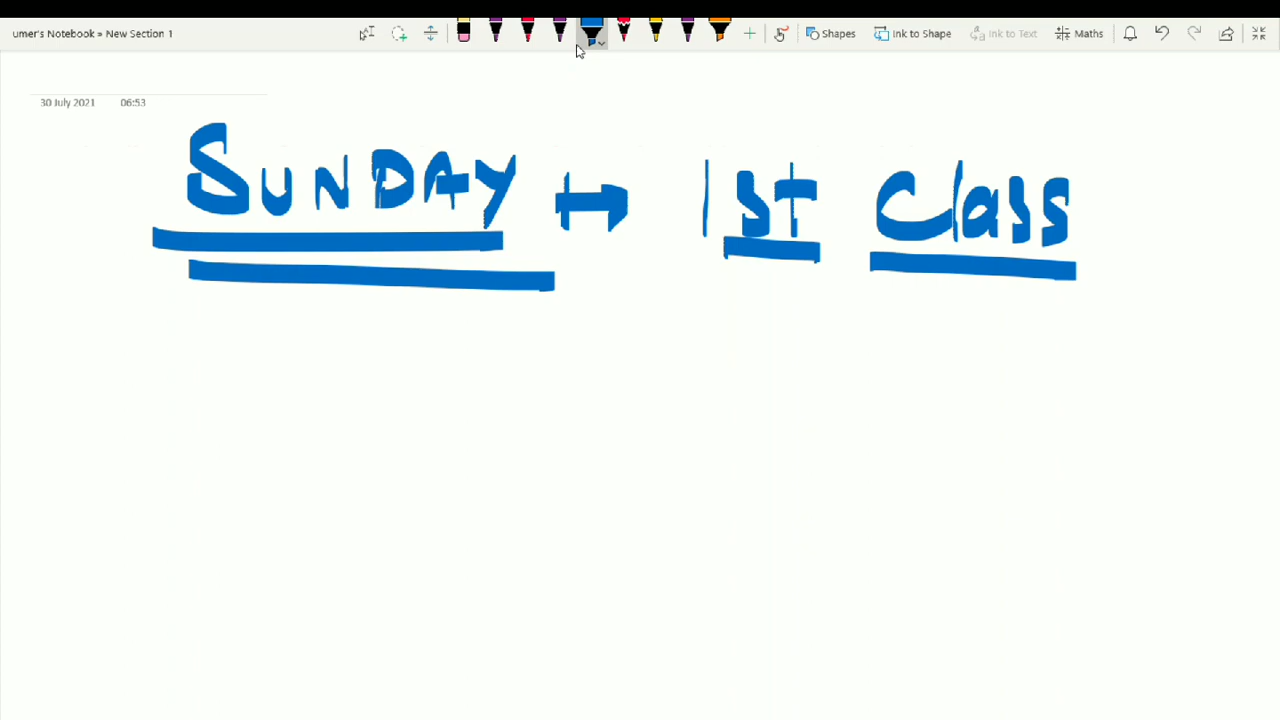 umer's Notebook » New Section 1
Shapes
Ink to Shape
Ink to Text
Maths
30 July 2021 06:53
SUNDAY → 1st Class